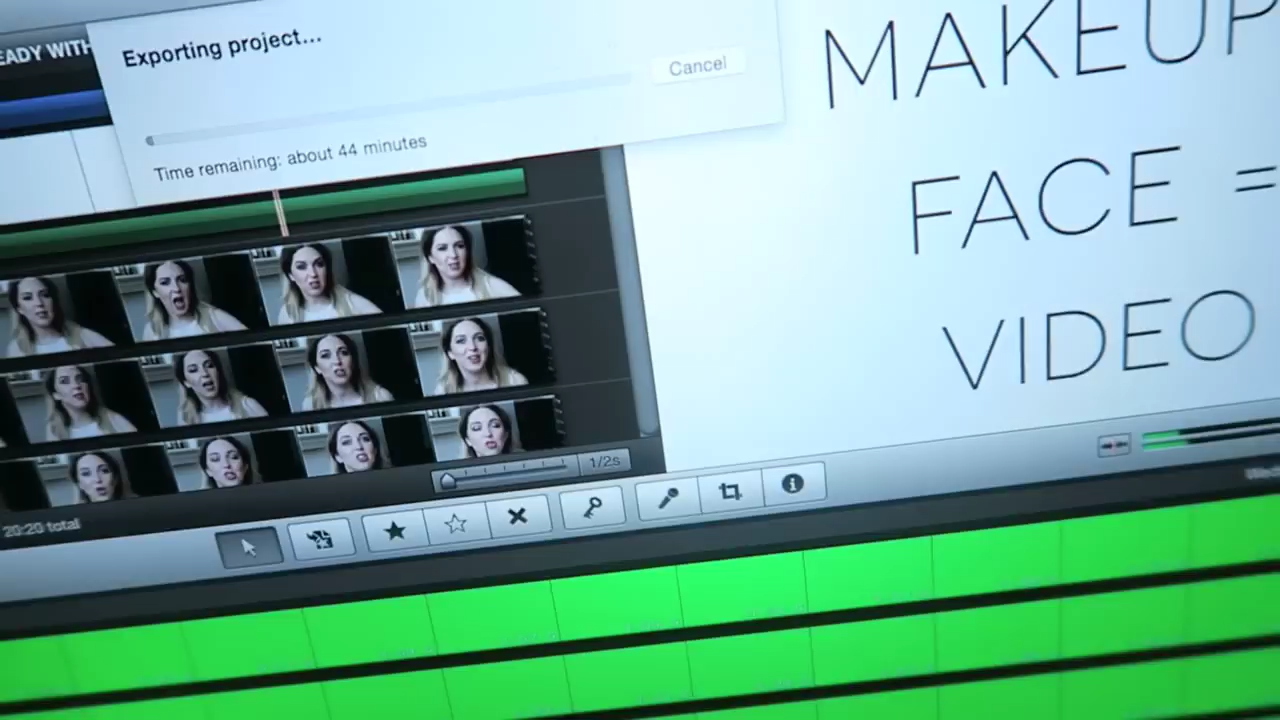 EADY WITH
Exporting project...
Cancel
Time remaining: about 44 minutes
MAKEUP
FACE =
VIDEO
1/2s
20:20 total